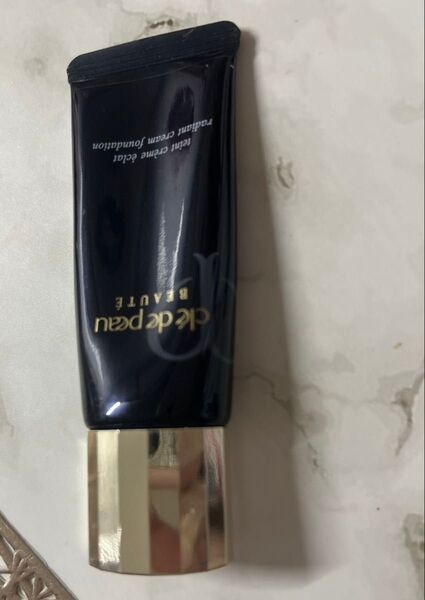 clé de peau
BEAUTÉ
teint crème éclat
radiant cream foundation